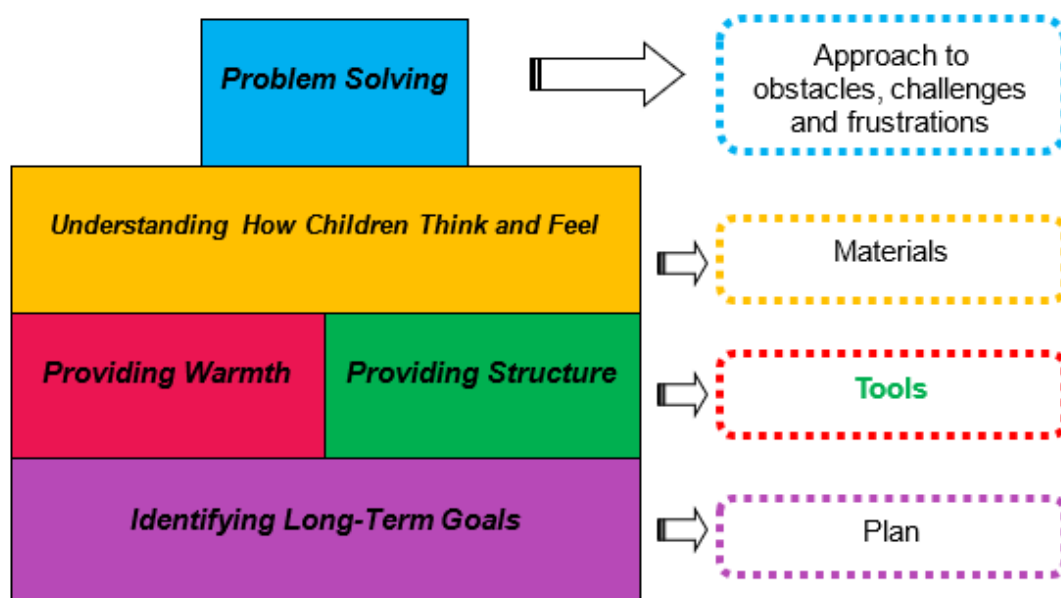 Problem Solving
Approach to
obstacles, challenges
and frustrations
Understanding How Children Think and Feel
Materials
Providing Warmth
Providing Structure
Tools
Identifying Long-Term Goals
Plan